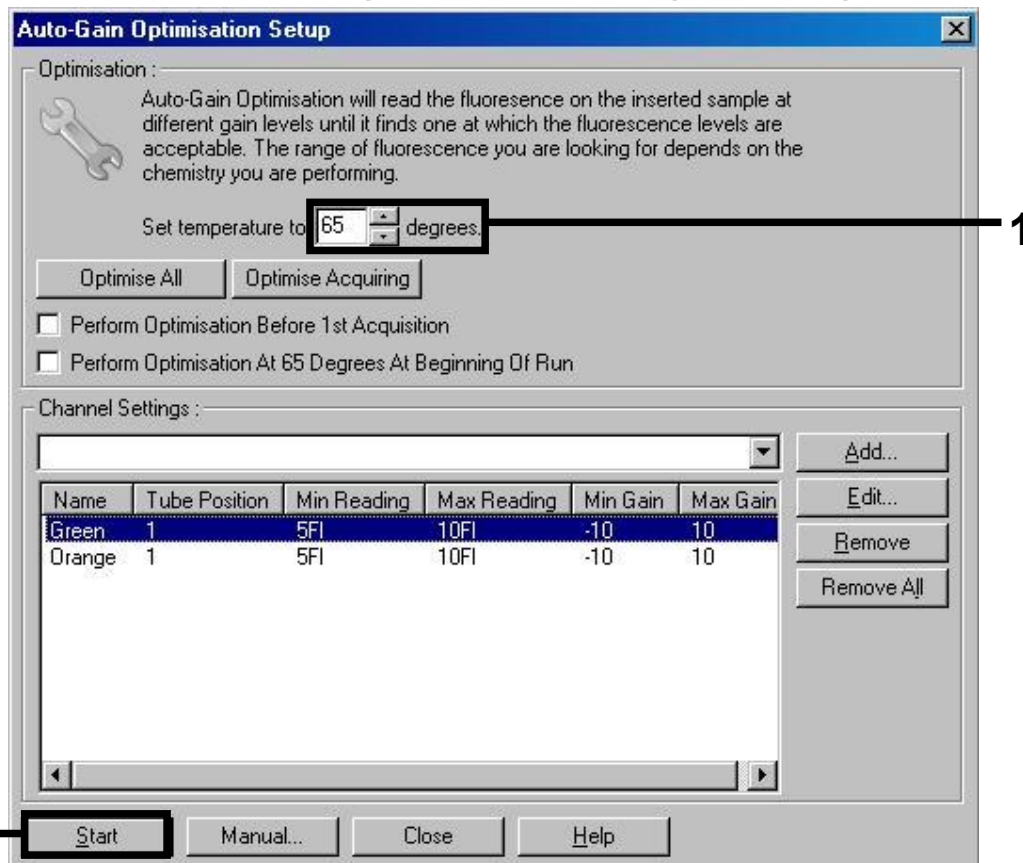 Auto-Gain Optimisation Setup
Optimisation :
Auto-Gain Optimisation will read the fluoresence on the inserted sample at
different gain levels until it finds one at which the fluorescence levels are
acceptable. The range of fluorescence you are looking for depends on the
chemistry you are performing.
Set temperature to 65 degrees.
1
Optimise All Optimise Acquiring
Perform Optimisation Before 1st Acquisition
Perform Optimisation At 65 Degrees At Beginning Of Run
Channel Settings :
Add...
Name Tube Position Min Reading Max Reading Min Gain Max Gain
Edit...
Green 1 5Fl 10Fl -10 10
Orange 1 5Fl 10Fl -10 10
Remove
Remove All
Start Manual... Close Help